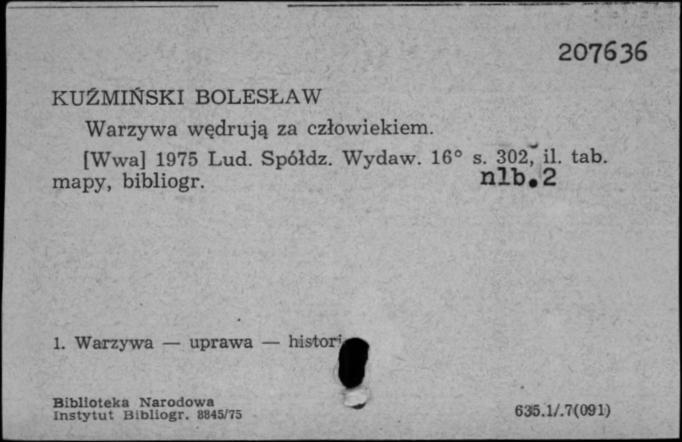 207636
KUŹMIŃSKI BOLESŁAW
Warzywa wędrują za człowiekiem.
[Wwa] 1975 Lud. Spółdz. Wydaw. 16° s. 302, il. tab.
mapy, bibliogr. nlb.2
1. Warzywa — uprawa —
Biblioteka Narodowa
Instytut Bibliogr. 8845/75
635.1/.7(091)